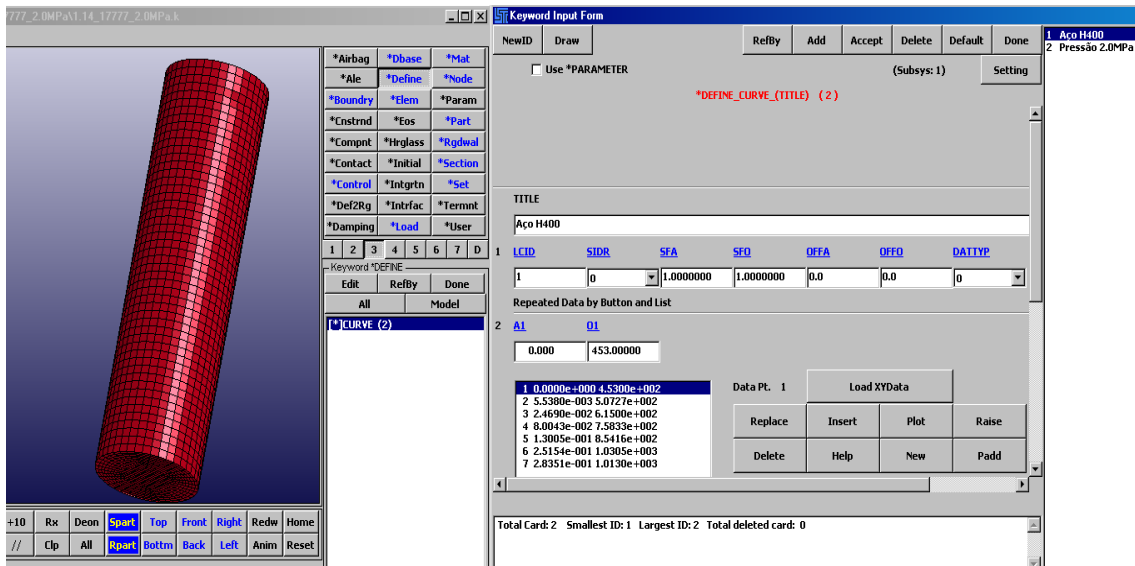 7777_2.0MPa\1.14_17777_2.0MPa.k
Keyword Input Form
NewID Draw RefBy Add Accept Delete Default Done
1 Aço H400
2 Pressão 2.0MPa
Use *PARAMETER (Subsys: 1) Setting
*DEFINE_CURVE_(TITLE) (2)
TITLE
Aço H400
1 LCID SIDR SFA SFO OFFA OFFO DATTYP
1 0 1.0000000 1.0000000 0.0 0.0 0
Repeated Data by Button and List
2 A1 O1
0.000 453.00000
1 0.0000e+000 4.5300e+002
2 5.5380e-003 5.0727e+002
3 2.4690e-002 6.1500e+002
4 8.0043e-002 7.5833e+002
5 1.3005e-001 8.5416e+002
6 2.5154e-001 1.0305e+003
7 2.8351e-001 1.0130e+003
Data Pt. 1 Load XYData
Replace Insert Plot Raise
Delete Help New Padd
Total Card: 2 Smallest ID: 1 Largest ID: 2 Total deleted card: 0
*Airbag *Dbase *Mat
*Ale *Define *Node
*Boundry *Elem *Param
*Cnstrnd *Eos *Part
*Compnt *Hrglass *Rgdwal
*Contact *Initial *Section
*Control *Intgrtn *Set
*Def2Rg *Intrfac *Termnt
*Damping *Load *User
1 2 3 4 5 6 7 D
Keyword *DEFINE
Edit RefBy Done
All Model
[*]CURVE (2)
+10 Rx Deon Spart Top Front Right Redw Home
// Clp All Rpart Bottm Back Left Anim Reset